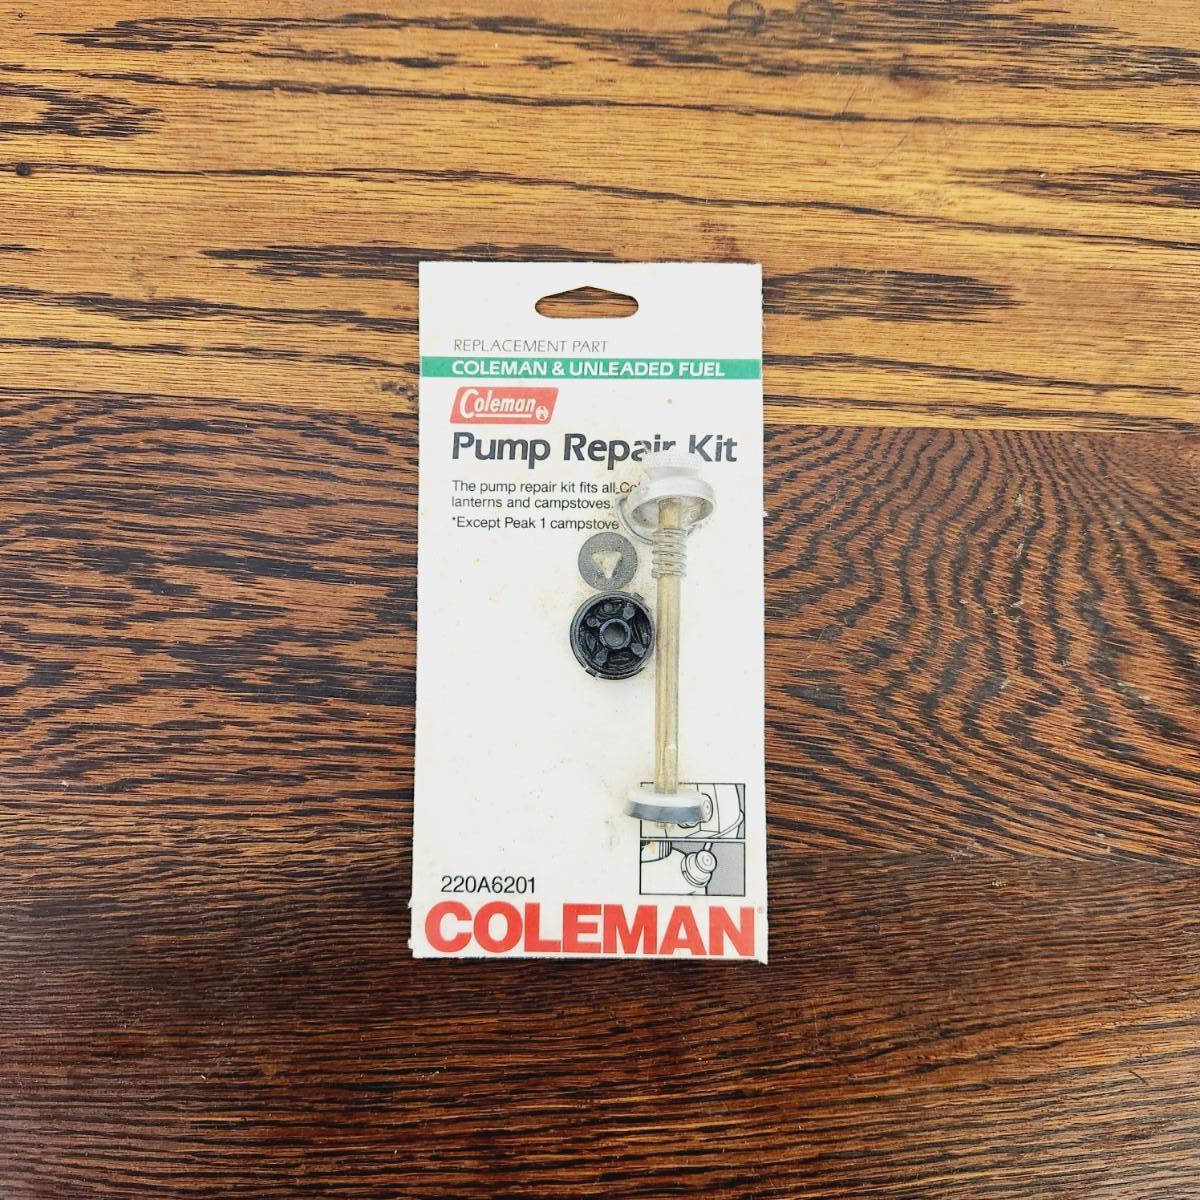 REPLACEMENT PART
COLEMAN & UNLEADED FUEL
Coleman
Pump Repair Kit
The pump repair kit fits all
lanterns and campstoves.
*Except Peak 1 campstove
220A6201
COLEMAN®